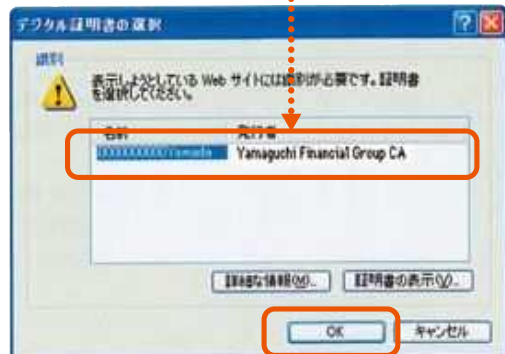 デジタル証明書の選択
識別
表示しようとしている Web サイトには識別が必要です。証明書
を選択してください。
名前 発行者
0000000000Yamada Yamaguchi Financial Group CA
詳細な情報(M)... 証明書の表示(V)...
OK キャンセル